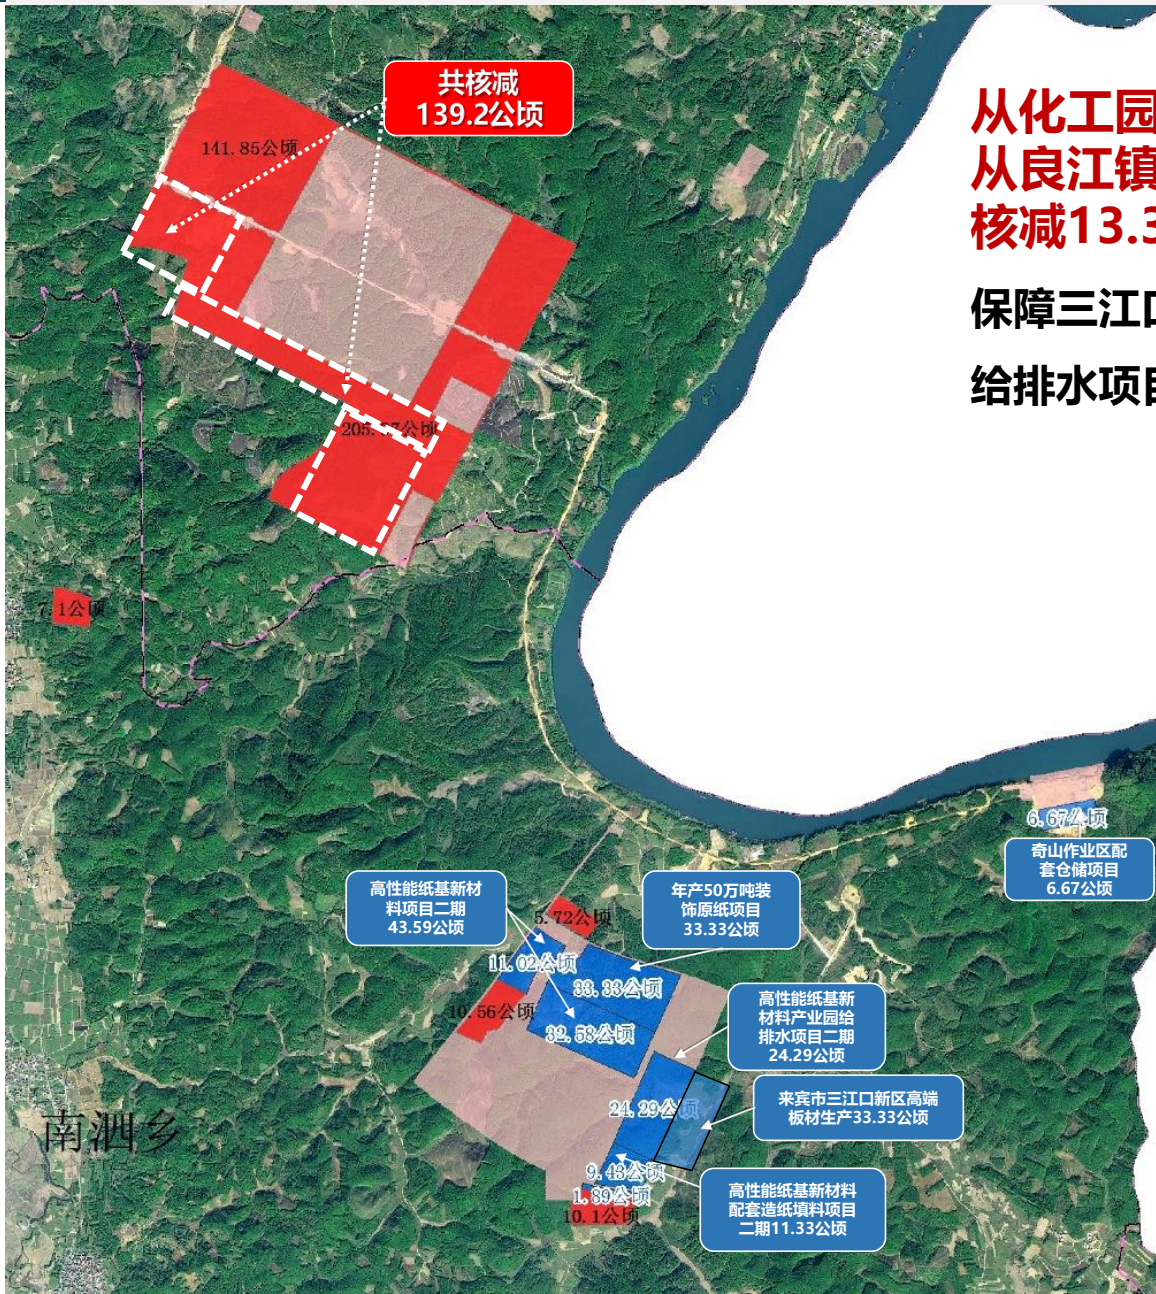 共核减
139.2公顷
从化工园
从良江镇
核减13.3
保障三江口
给排水项目
141.85公顷
205.37公顷
7.1公顷
6.67公顷
奇山作业区配
套仓储项目
6.67公顷
高性能纸基新材
料项目二期
43.59公顷
年产50万吨装
饰原纸项目
33.33公顷
5.72公顷
11.02公顷
33.33公顷
10.56公顷
32.58公顷
高性能纸基新
材料产业园给
排水项目二期
24.29公顷
24.29公顷
来宾市三江口新区高端
板材生产33.33公顷
南泗乡
9.43公顷
1.89公顷
10.1公顷
高性能纸基新材料
配套造纸填料项目
二期11.33公顷